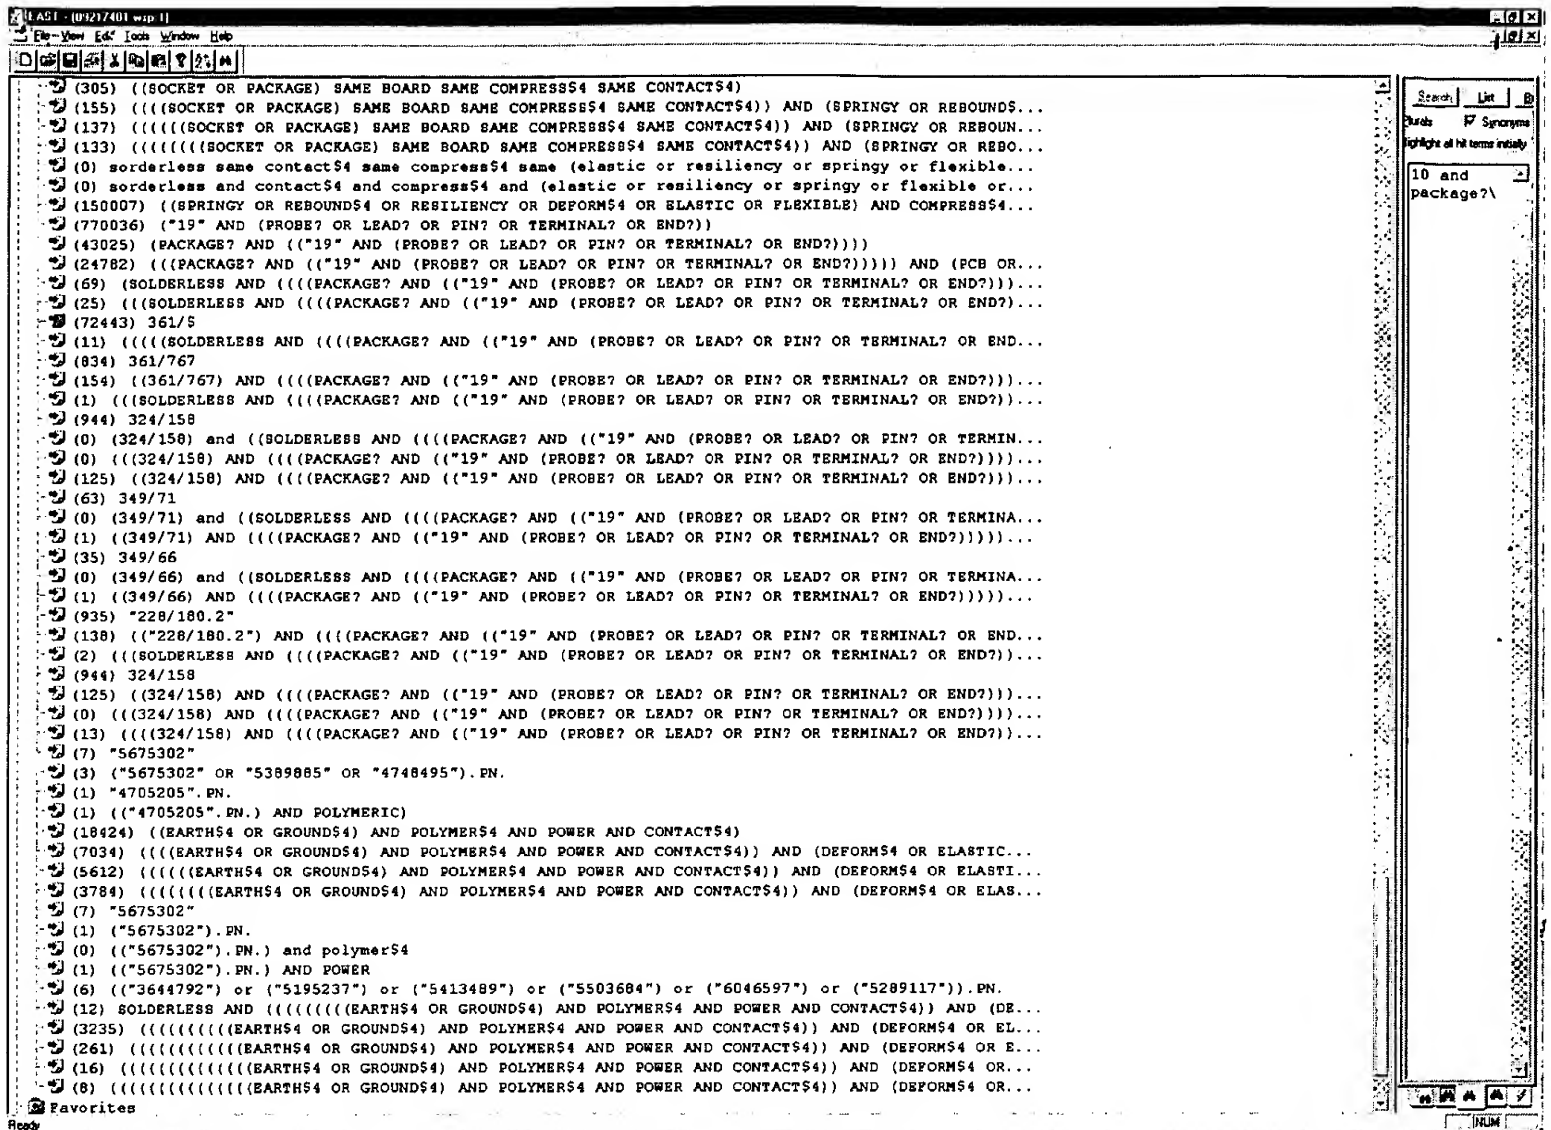 EAST - [09217401 wsp 1]
File View Edit Tools Window Help
(305) ((SOCKET OR PACKAGE) SAME BOARD SAME COMPRESS$4 SAME CONTACT$4)
(155) ((((SOCKET OR PACKAGE) SAME BOARD SAME COMPRESS$4 SAME CONTACT$4)) AND (SPRINGY OR REBOUND$...
(137) ((((((SOCKET OR PACKAGE) SAME BOARD SAME COMPRESS$4 SAME CONTACT$4)) AND (SPRINGY OR REBOUN...
(133) ((((((((SOCKET OR PACKAGE) SAME BOARD SAME COMPRESS$4 SAME CONTACT$4)) AND (SPRINGY OR REBO...
(0) sorderless same contact$4 same compress$4 same (elastic or resiliency or springy or flexible...
(0) sorderless and contact$4 and compress$4 and (elastic or resiliency or springy or flexible or...
(150007) ((SPRINGY OR REBOUND$4 OR RESILIENCY OR DEFORM$4 OR ELASTIC OR FLEXIBLE) AND COMPRESS$4...
(770036) ("19" AND (PROBE? OR LEAD? OR PIN? OR TERMINAL? OR END?))
(43025) (PACKAGE? AND (("19" AND (PROBE? OR LEAD? OR PIN? OR TERMINAL? OR END?))))
(24782) (((PACKAGE? AND (("19" AND (PROBE? OR LEAD? OR PIN? OR TERMINAL? OR END?))))) AND (PCB OR...
(69) (SOLDERLESS AND ((((PACKAGE? AND (("19" AND (PROBE? OR LEAD? OR PIN? OR TERMINAL? OR END?)))...
(25) (((SOLDERLESS AND ((((PACKAGE? AND (("19" AND (PROBE? OR LEAD? OR PIN? OR TERMINAL? OR END?)...
(72443) 361/$
(11) (((((SOLDERLESS AND ((((PACKAGE? AND (("19" AND (PROBE? OR LEAD? OR PIN? OR TERMINAL? OR END...
(834) 361/767
(154) ((361/767) AND ((((PACKAGE? AND (("19" AND (PROBE? OR LEAD? OR PIN? OR TERMINAL? OR END?)))...
(1) (((SOLDERLESS AND ((((PACKAGE? AND (("19" AND (PROBE? OR LEAD? OR PIN? OR TERMINAL? OR END?))...
(944) 324/158
(0) (324/158) and ((SOLDERLESS AND ((((PACKAGE? AND (("19" AND (PROBE? OR LEAD? OR PIN? OR TERMIN...
(0) (((324/158) AND ((((PACKAGE? AND (("19" AND (PROBE? OR LEAD? OR PIN? OR TERMINAL? OR END?))))...
(125) ((324/158) AND ((((PACKAGE? AND (("19" AND (PROBE? OR LEAD? OR PIN? OR TERMINAL? OR END?)))...
(63) 349/71
(0) (349/71) and ((SOLDERLESS AND ((((PACKAGE? AND (("19" AND (PROBE? OR LEAD? OR PIN? OR TERMINA...
(1) ((349/71) AND ((((PACKAGE? AND (("19" AND (PROBE? OR LEAD? OR PIN? OR TERMINAL? OR END?)))))...
(35) 349/66
(0) (349/66) and ((SOLDERLESS AND ((((PACKAGE? AND (("19" AND (PROBE? OR LEAD? OR PIN? OR TERMINA...
(1) ((349/66) AND ((((PACKAGE? AND (("19" AND (PROBE? OR LEAD? OR PIN? OR TERMINAL? OR END?)))))...
(935) "228/180.2"
(138) (("228/180.2") AND ((((PACKAGE? AND (("19" AND (PROBE? OR LEAD? OR PIN? OR TERMINAL? OR END...
(2) (((SOLDERLESS AND ((((PACKAGE? AND (("19" AND (PROBE? OR LEAD? OR PIN? OR TERMINAL? OR END?))...
(944) 324/158
(125) ((324/158) AND ((((PACKAGE? AND (("19" AND (PROBE? OR LEAD? OR PIN? OR TERMINAL? OR END?)))...
(0) (((324/158) AND ((((PACKAGE? AND (("19" AND (PROBE? OR LEAD? OR PIN? OR TERMINAL? OR END?))))...
(13) ((((324/158) AND ((((PACKAGE? AND (("19" AND (PROBE? OR LEAD? OR PIN? OR TERMINAL? OR END?))...
(7) "5675302"
(3) ("5675302" OR "5389885" OR "4748495").PN.
(1) "4705205".PN.
(1) (("4705205".PN.) AND POLYMERIC)
(18424) ((EARTH$4 OR GROUND$4) AND POLYMER$4 AND POWER AND CONTACT$4)
(7034) ((((EARTH$4 OR GROUND$4) AND POLYMER$4 AND POWER AND CONTACT$4)) AND (DEFORM$4 OR ELASTIC...
(5612) ((((((EARTH$4 OR GROUND$4) AND POLYMER$4 AND POWER AND CONTACT$4)) AND (DEFORM$4 OR ELASTI...
(3784) ((((((((EARTH$4 OR GROUND$4) AND POLYMER$4 AND POWER AND CONTACT$4)) AND (DEFORM$4 OR ELAS...
(7) "5675302"
(1) ("5675302").PN.
(0) (("5675302").PN.) and polymer$4
(1) (("5675302").PN.) AND POWER
(6) (("3644792") or ("5195237") or ("5413489") or ("5503684") or ("6046597") or ("5289117")).PN.
(12) SOLDERLESS AND (((((((((EARTH$4 OR GROUND$4) AND POLYMER$4 AND POWER AND CONTACT$4)) AND (DE...
(3235) ((((((((((EARTH$4 OR GROUND$4) AND POLYMER$4 AND POWER AND CONTACT$4)) AND (DEFORM$4 OR EL...
(261) ((((((((((((EARTH$4 OR GROUND$4) AND POLYMER$4 AND POWER AND CONTACT$4)) AND (DEFORM$4 OR E...
(16) ((((((((((((((EARTH$4 OR GROUND$4) AND POLYMER$4 AND POWER AND CONTACT$4)) AND (DEFORM$4 OR...
(8) ((((((((((((((EARTH$4 OR GROUND$4) AND POLYMER$4 AND POWER AND CONTACT$4)) AND (DEFORM$4 OR...
Favorites
Ready
Search List B
Plurals Synonyms
ighlight all hit terms initially
10 and
package?\
NUM